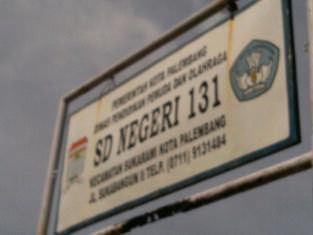 PEMERINTAH KOTA PALEMBANG
DINAS PENDIDIKAN PEMUDA DAN OLAHRAGA
SD NEGERI 131
KECAMATAN SUKARAMI KOTA PALEMBANG
JL. SUKABANGUN II TELP. (0711) 9131484